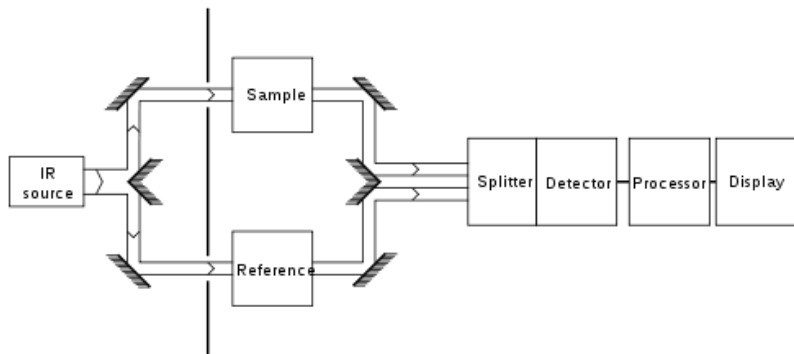 Sample
IR
source
Splitter
Detector
Processor
Display
Reference